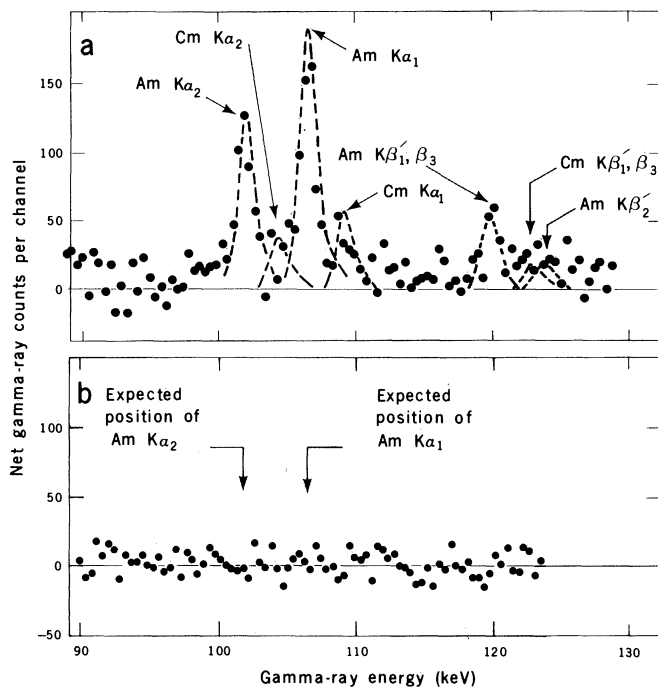 a
Cm Kα₂
Am Kα₁
Am Kα₂
Am Kβ₁′, β₃
Cm Kα₁
Cm Kβ₁′, β₃
Am Kβ₂′
150
100
50
0
Net gamma-ray counts per channel
b
Expected
position of
Am Kα₂
Expected
position of
Am Kα₁
100
50
0
−50
90
100
110
120
130
Gamma-ray energy (keV)